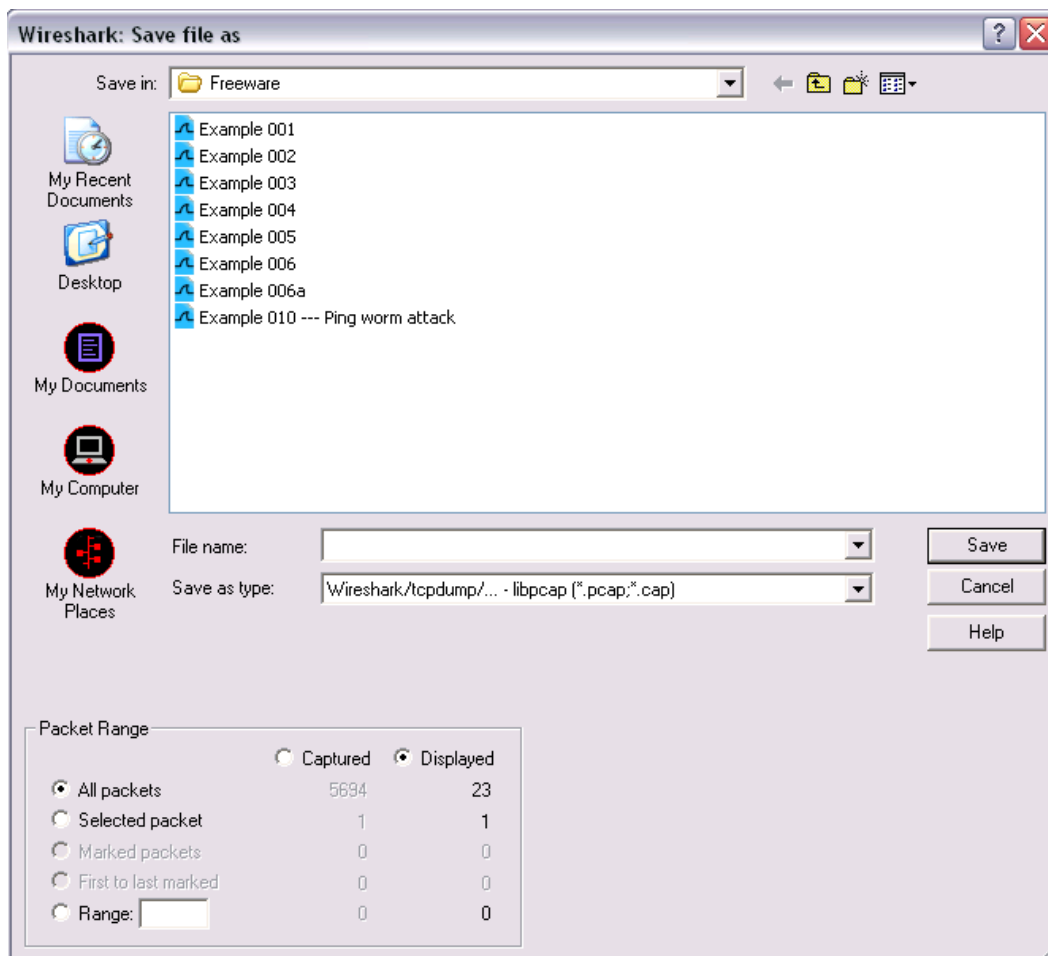 Wireshark: Save file as
Save in: Freeware
My Recent Documents
Desktop
My Documents
My Computer
My Network Places
Example 001
Example 002
Example 003
Example 004
Example 005
Example 006
Example 006a
Example 010 --- Ping worm attack
File name:
Save
Save as type: Wireshark/tcpdump/... - libpcap (*.pcap;*.cap)
Cancel
Help
Packet Range
Captured Displayed
All packets 5694 23
Selected packet 1 1
Marked packets 0 0
First to last marked 0 0
Range: 0 0